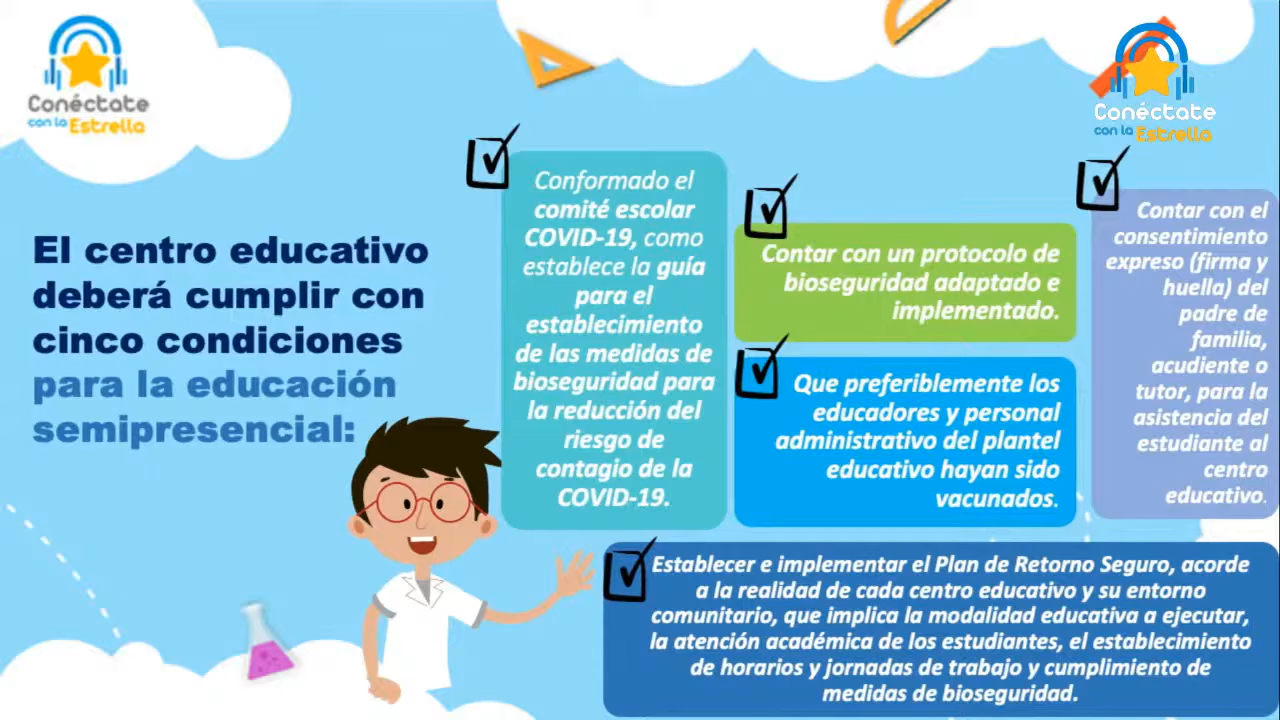 Conéctate
con la Estrella
Conéctate
con la Estrella
El centro educativo
deberá cumplir con
cinco condiciones
para la educación
semipresencial:
Conformado el
comité escolar
COVID-19, como
establece la guía
para el
establecimiento
de las medidas de
bioseguridad para
la reducción del
riesgo de
contagio de la
COVID-19.
Contar con un protocolo de
bioseguridad adaptado e
implementado.
Que preferiblemente los
educadores y personal
administrativo del plantel
educativo hayan sido
vacunados.
Contar con el
consentimiento
expreso (firma y
huella) del
padre de
familia,
acudiente o
tutor, para la
asistencia del
estudiante al
centro
educativo.
Establecer e implementar el Plan de Retorno Seguro, acorde
a la realidad de cada centro educativo y su entorno
comunitario, que implica la modalidad educativa a ejecutar,
la atención académica de los estudiantes, el establecimiento
de horarios y jornadas de trabajo y cumplimiento de
medidas de bioseguridad.